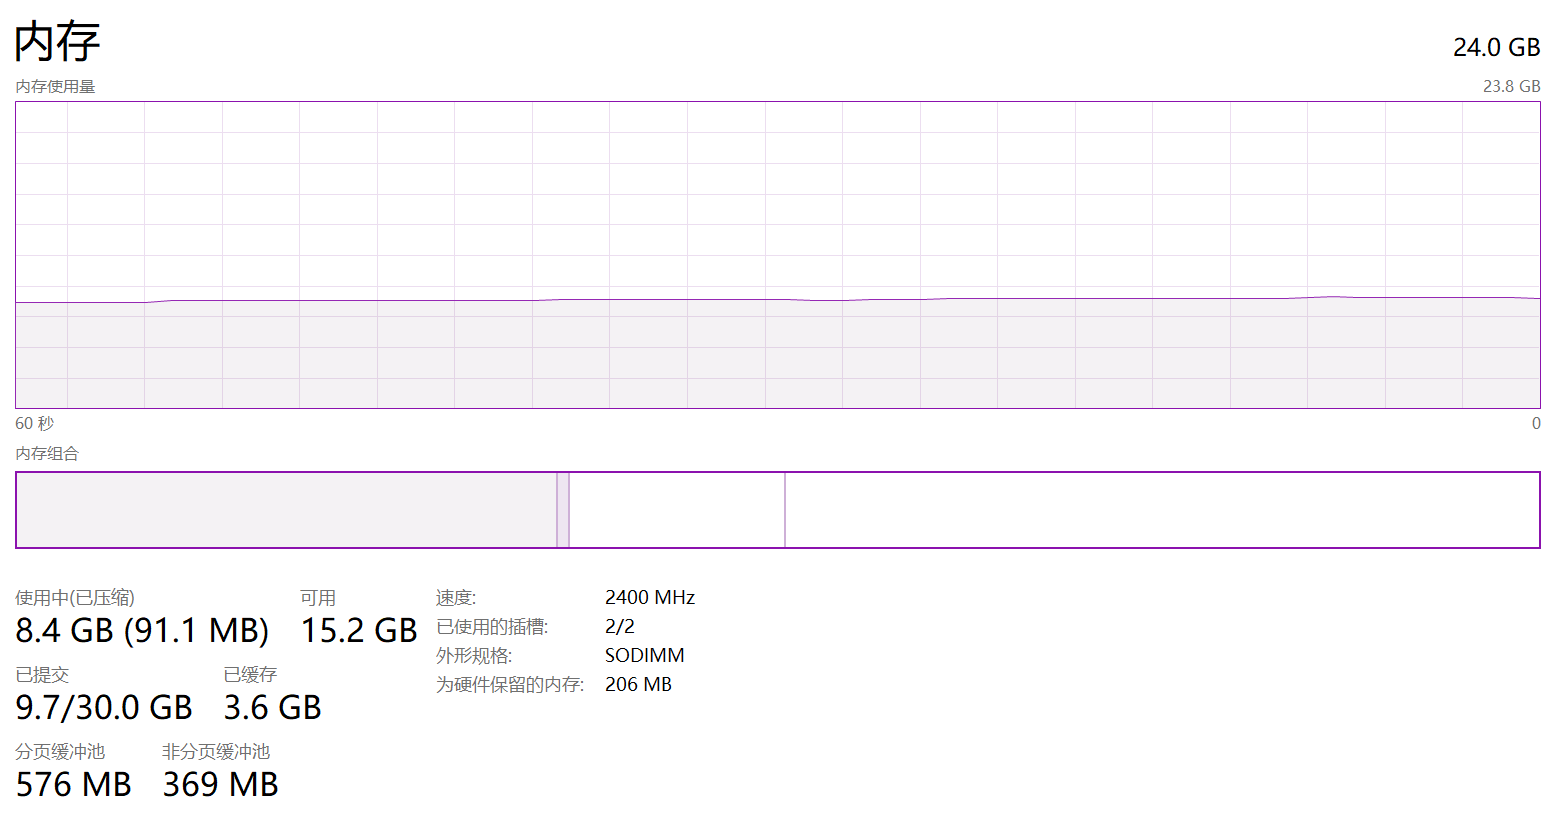 内存
24.0 GB
内存使用量
23.8 GB
60 秒
0
内存组合
使用中(已压缩)
可用
8.4 GB (91.1 MB)
15.2 GB
已提交
已缓存
9.7/30.0 GB
3.6 GB
分页缓冲池
非分页缓冲池
576 MB
369 MB
速度:
2400 MHz
已使用的插槽:
2/2
外形规格:
SODIMM
为硬件保留的内存:
206 MB